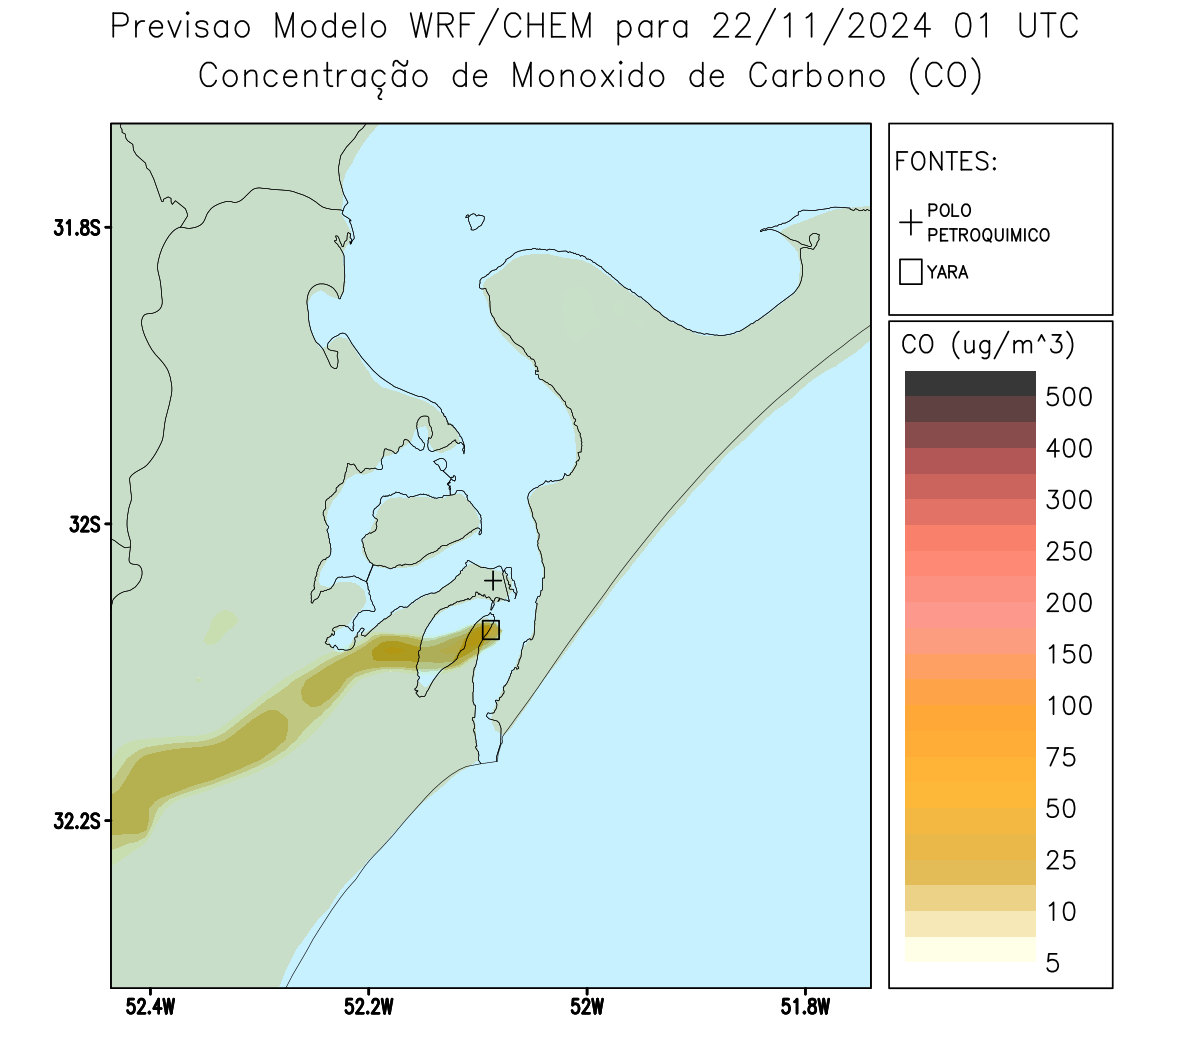 Previsao Modelo WRF/CHEM para 22/11/2024 01 UTC
Concentração de Monoxido de Carbono (CO)
FONTES:
POLO
PETROQUIMICO
YARA
CO (ug/m^3)
500
400
300
250
200
150
100
75
50
25
10
5
31.8S
32S
32.2S
52.4W
52.2W
52W
51.8W